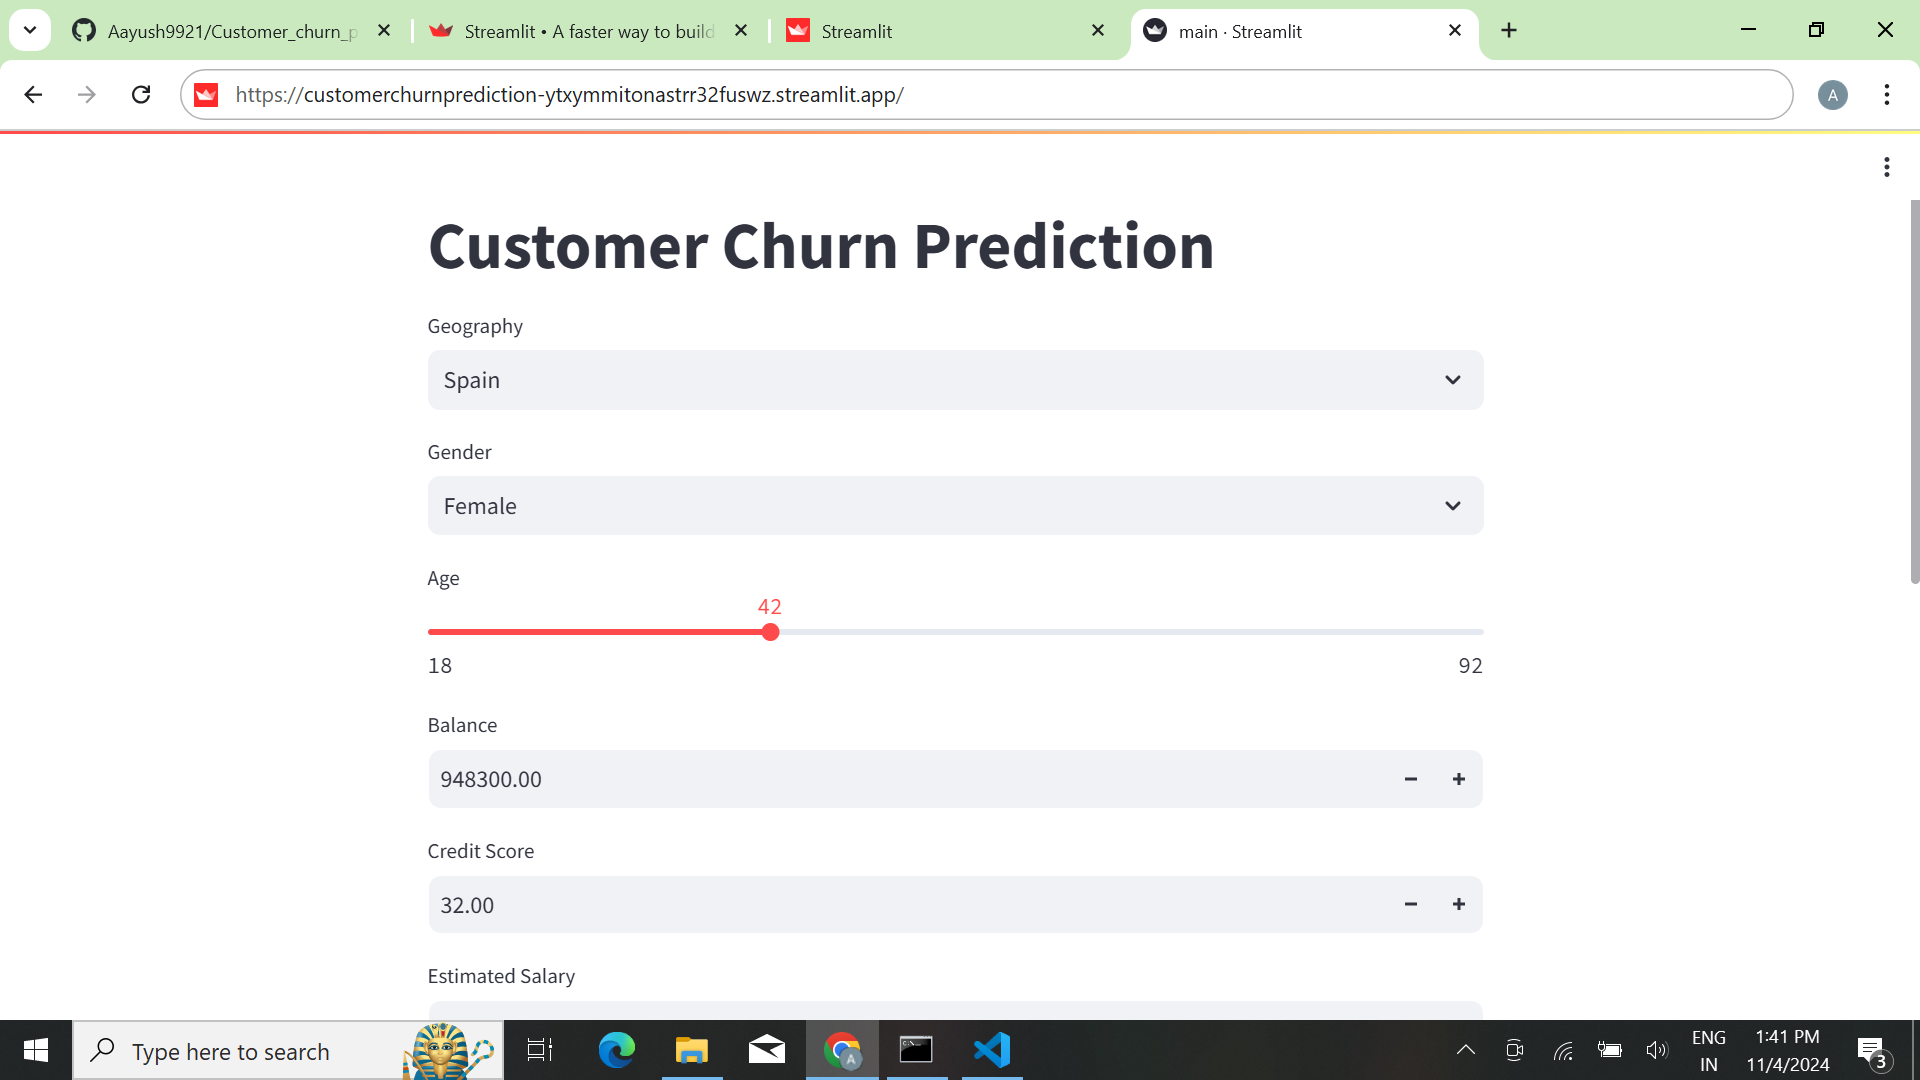 Aayush9921/Customer_churn_p
Streamlit • A faster way to build
Streamlit
main · Streamlit
https://customerchurnprediction-ytxymmitonastrr32fuswz.streamlit.app/
A
Customer Churn Prediction
Geography
Spain
Gender
Female
Age
42
18
92
Balance
948300.00
Credit Score
32.00
Estimated Salary
Type here to search
A
ENG
IN
1:41 PM
11/4/2024
3